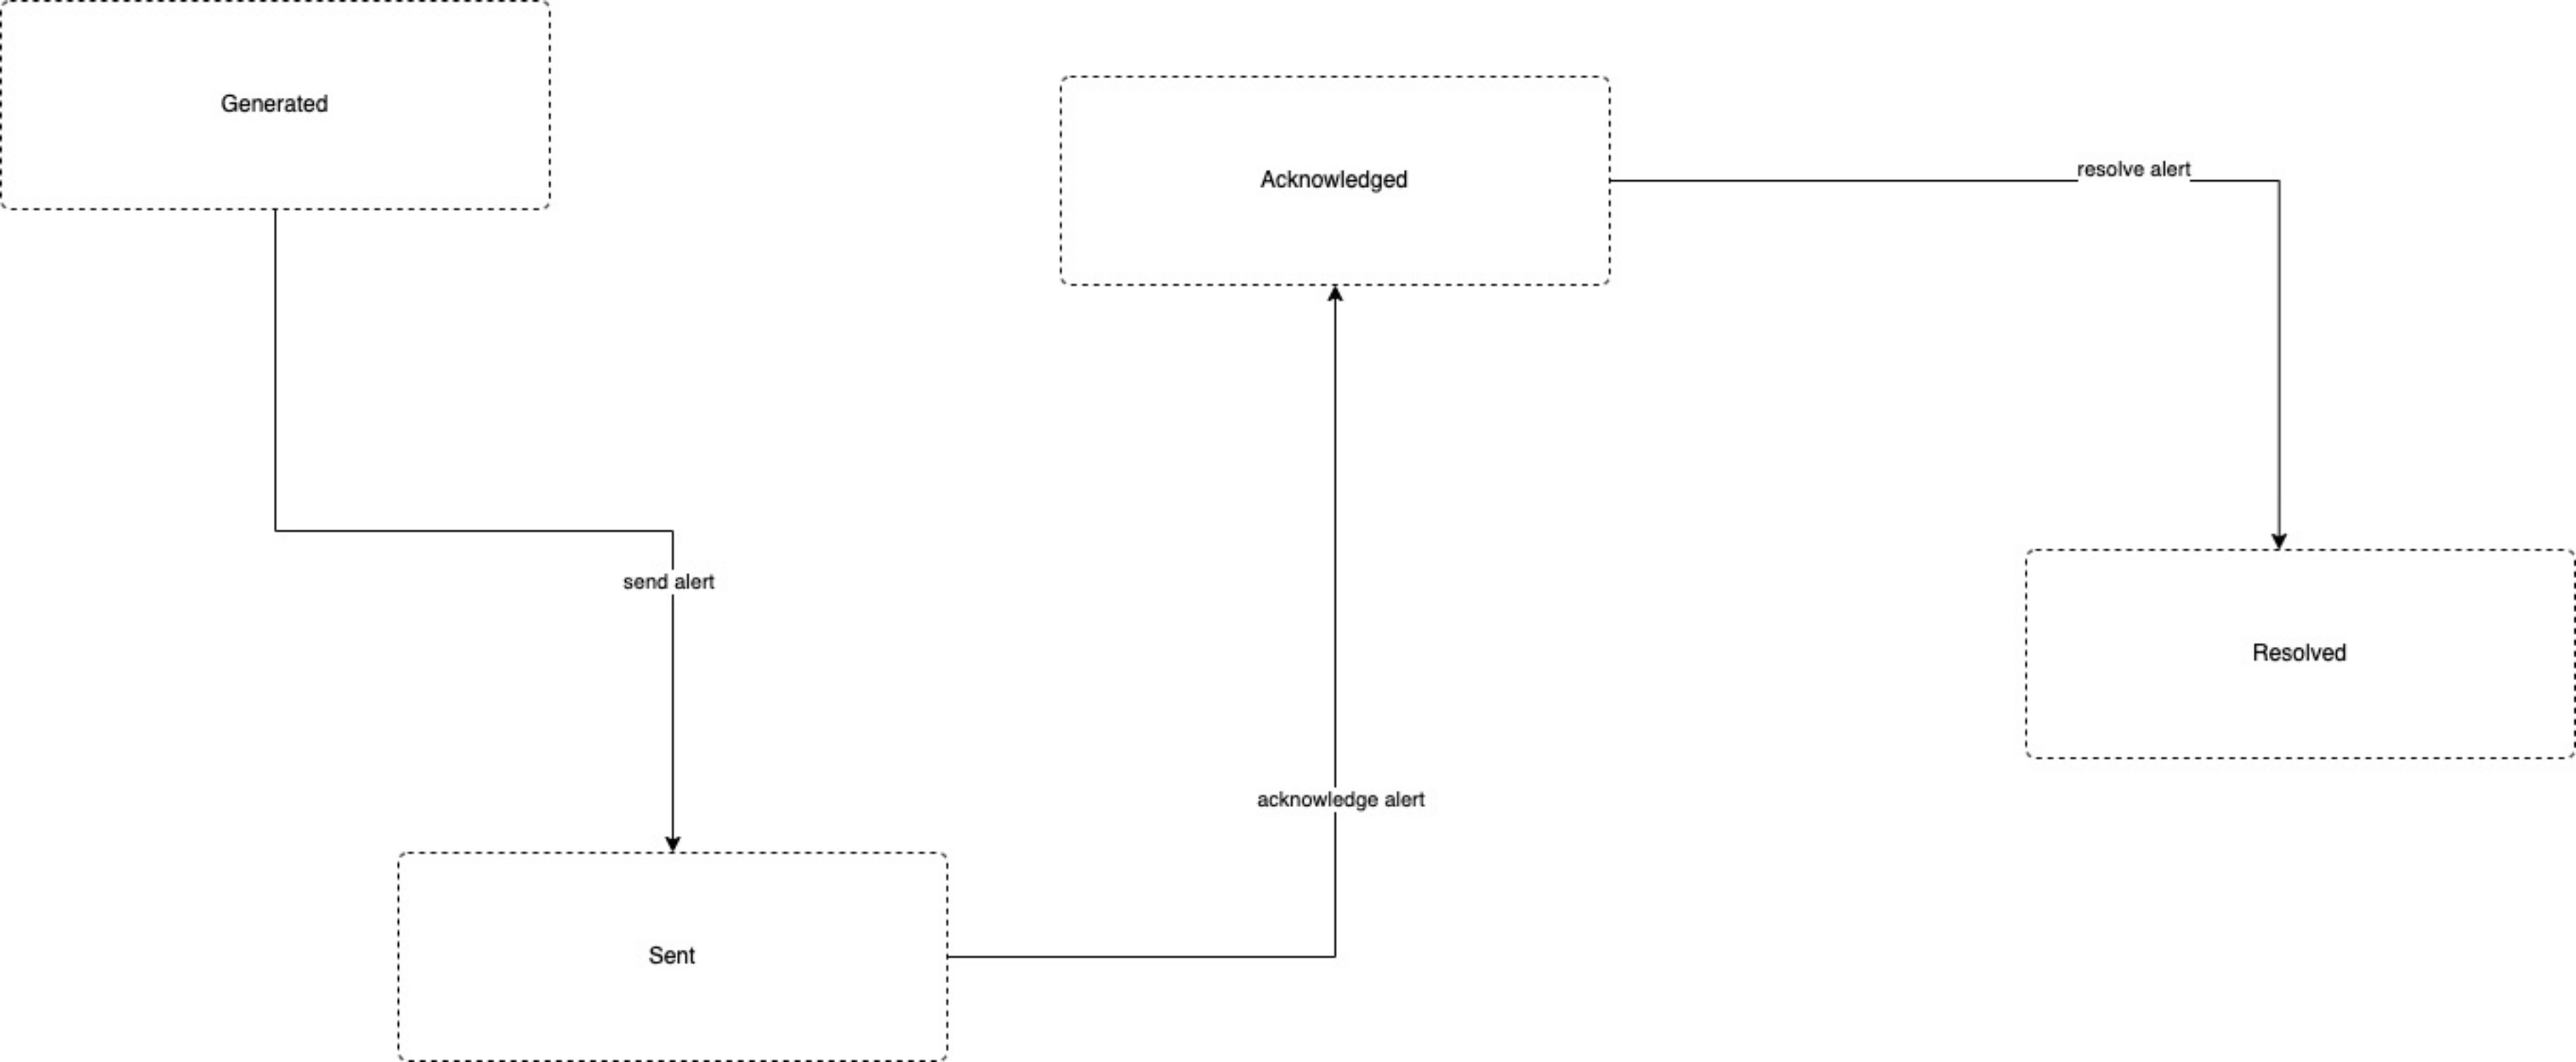 Generated
Acknowledged
resolve alert
send alert
Resolved
acknowledge alert
Sent